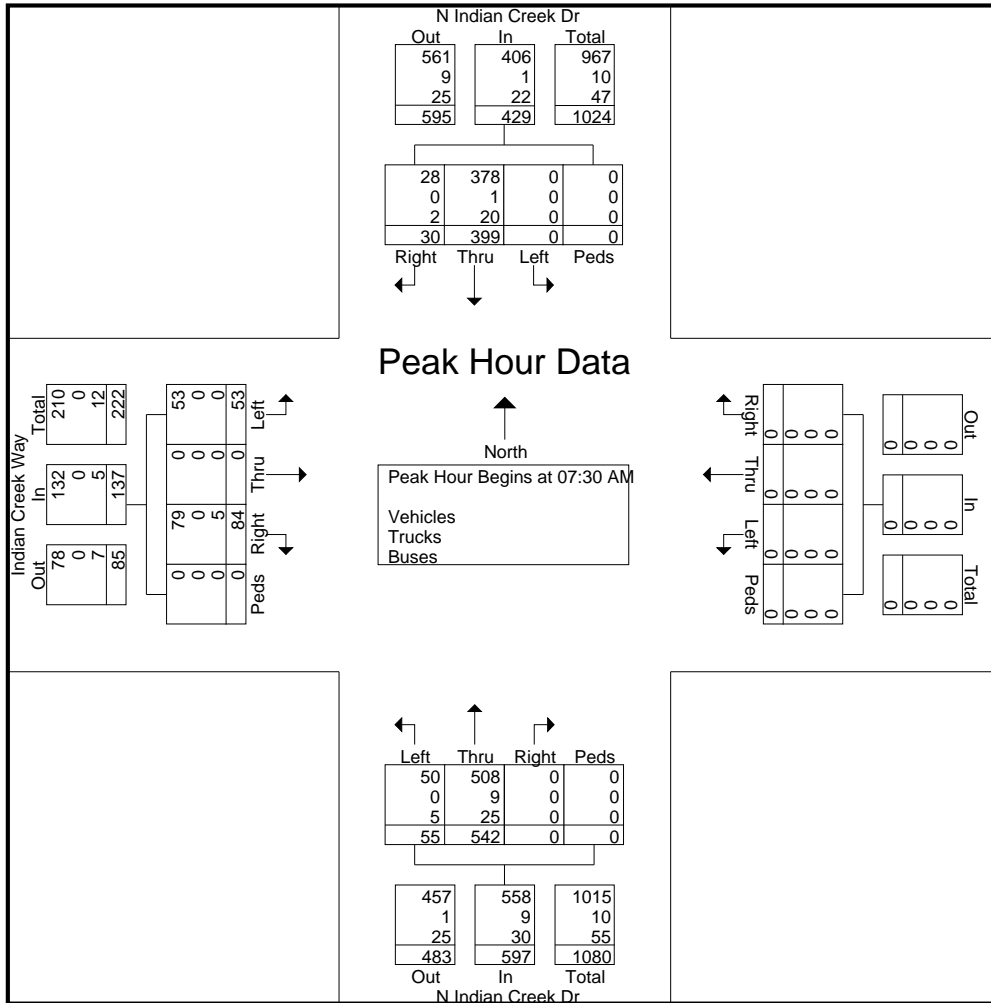 N Indian Creek Dr
Out In Total
561 406 967
9 1 10
25 22 47
595 429 1024
28 378 0 0
0 1 0 0
2 20 0 0
30 399 0 0
Right Thru Left Peds
Peak Hour Data
North
Peak Hour Begins at 07:30 AM
Vehicles
Trucks
Buses
Indian Creek Way
Total
210 0 12 222
In
132 0 5 137
Out
78 0 7 85
Left
53 0 0 53
Thru
0 0 0 0
Right
79 0 5 84
Peds
0 0 0 0
Right
0 0 0 0
Thru
0 0 0 0
Left
0 0 0 0
Peds
0 0 0 0
Out
0 0 0 0
In
0 0 0 0
Total
0 0 0 0
Left Thru Right Peds
50 508 0 0
0 9 0 0
5 25 0 0
55 542 0 0
457 558 1015
1 9 10
25 30 55
483 597 1080
Out In Total
N Indian Creek Dr